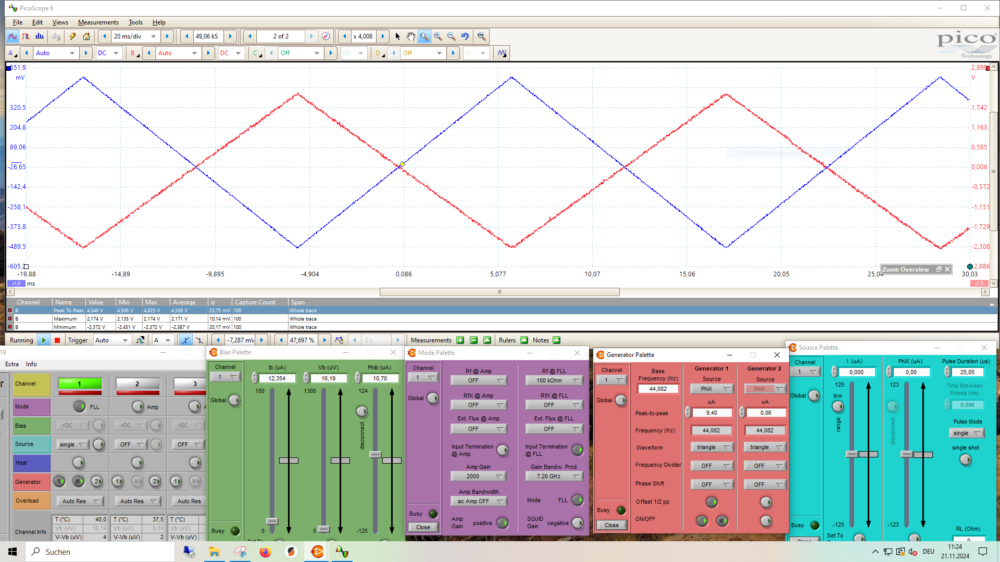 PicoScope 6
File Edit Views Measurements Tools Help
20 ms/div 49,06 kS 2 of 2 x 4,008
pico
Technology
A Auto DC B Auto DC C Off DC D Off DC
551,9 2,899
mV V
320,5 1,742
204,8 1,163
89,06 0,585
Vollbild ausschneiden
-26,65 0,006
-142,4 -0,572
-258,1 -1,151
-373,8 -1,729
-489,5 -2,308
-605,2 -2,886
-19,88 -14,89 -9,895 -4,904 0,086 5,077 10,07 15,06 20,05 25,04 30,03
Zoom Overview
x1,0 ms x1,0
Channel Name Value Min Max Average σ Capture Count Span
B Peak To Peak 4,546 V 4,506 V 4,625 V 4,559 V 23,75 mV 100 Whole trace
B Maximum 2,174 V 2,135 V 2,174 V 2,171 V 10,14 mV 100 Whole trace
B Minimum -2,372 V -2,451 V -2,372 V -2,387 V 20,17 mV 100 Whole trace
Running Trigger Auto A -7,287 mV 47,697 % 0 s Measurements Rulers Notes
19
Extra Info
Channel 1 2 3
Mode FLL Amp
Bias +DC +DC +DC
Source single OFF OFF
Heat
Generator 1 M 2 1 M 2 1 M
Overload Auto Res Auto Res Auto Res
Channel Info
T (°C) 40,0 T (°C) 37,5 T (°C)
Vb (uV) 16.19 Vb (uV) 0.00 Vb (uV)
V-Vb (uV) 4 V-Vb (uV) 2 V-Vb (uV)
Bias Palette
Channel Ib (uA) Vb (uV) Phib (uA)
1 12,354 16,19 10,70
180 1300 124
Global
disconnect
Busy 0 0 -125
Set To
Mode Palette
Channel
1
Global
Rf @ Amp Rf @ FLL
OFF 100 kOhm
RfX @ Amp RfX @ FLL
OFF OFF
Ext. Flux @ Amp Ext. Flux @ FLL
OFF OFF
Input Termination Input Termination
@ Amp @ FLL
Amp Gain Gain Bandw. Prod.
2000 7.20 GHz
Amp Bandwidth
ac Amp OFF Mode FLL
Busy
Close
Amp positive SQUID negative
Gain Gain
Generator Palette
Channel
1
Global
Base
Frequency (Hz)
44,082
Generator 1 Generator 2
Source Source
PhiX PhiX
uA uA
Peak-to-peak 9,40 0,06
Frequency (Hz) 44,082 44,082
Waveform triangle triangle
Frequency Divider OFF OFF
Phase Shift OFF OFF
Offset 1/2 pp
Busy
ON/OFF M
Close
Source Palette
Channel I (uA) PhiX (uA) Pulse Duration (us)
1 0,000 0,00 25,05
125 123 Time Between
Pulses (ms)
Global low 0,096
range disconnect
Pulse Mode
single
single shot
Busy -125 -123
RL (Ohm)
Set To 0
Close
Suchen
DEU 11:24
21.11.2024